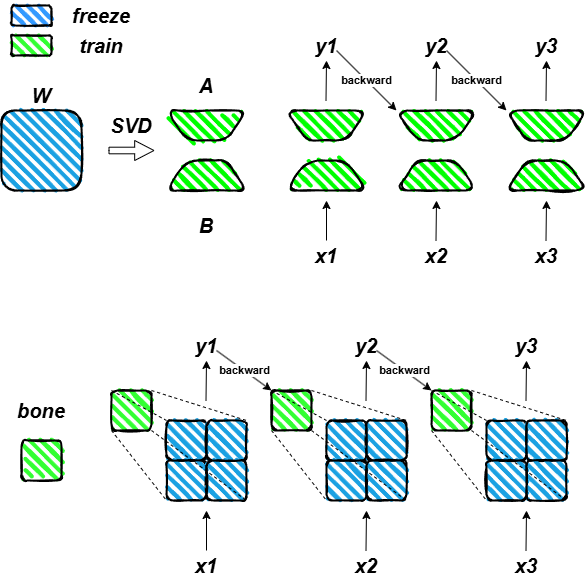 freeze
train
W
SVD
A
B
y1 y2 y3
backward backward
x1 x2 x3
y1 y2 y3
backward backward
bone
x1 x2 x3